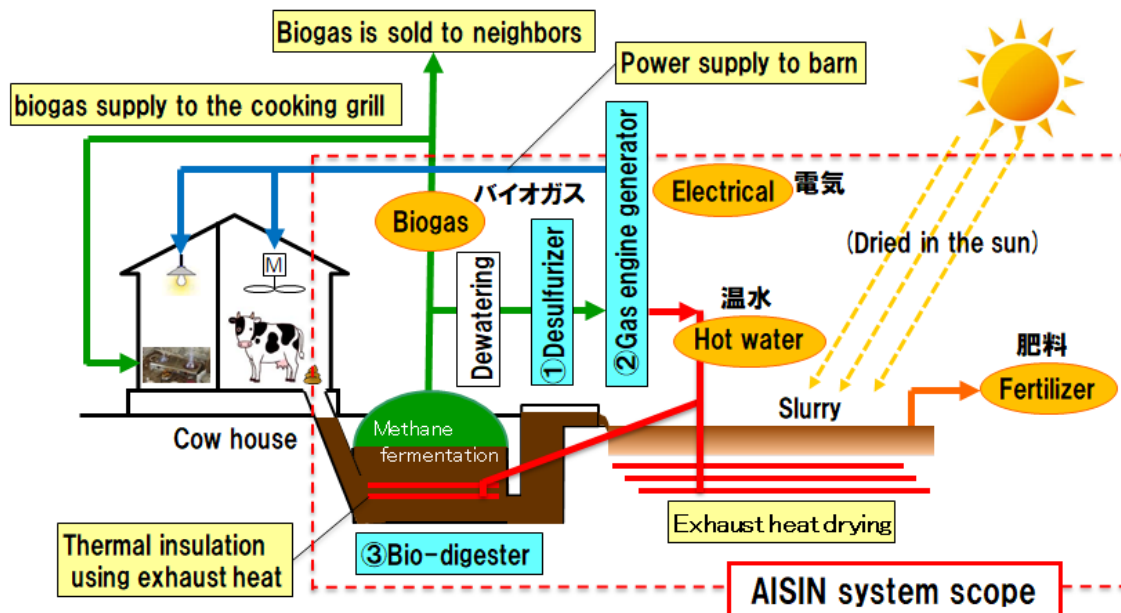 Biogas is sold to neighbors
Power supply to barn
biogas supply to the cooking grill
バイオガス
Biogas
Electrical
電気
(Dried in the sun)
M
Dewatering
①Desulfurizer
②Gas engine generator
温水
Hot water
肥料
Fertilizer
Slurry
Cow house
Methane
fermentation
Exhaust heat drying
Thermal insulation
using exhaust heat
③Bio-digester
AISIN system scope